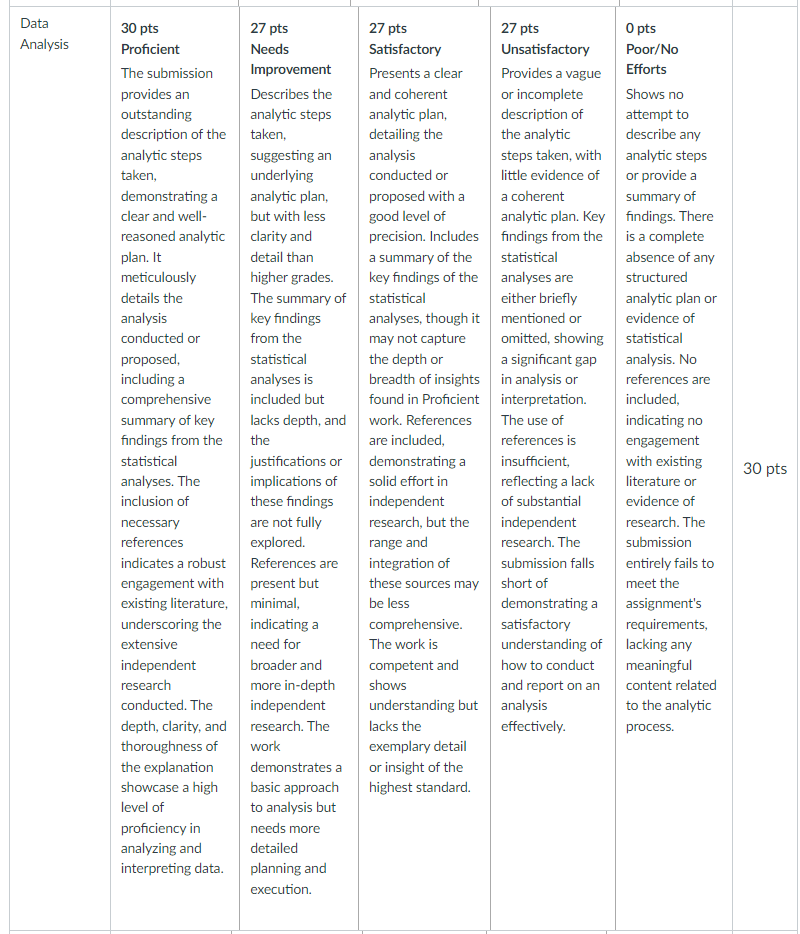 Data
Analysis
30 pts
Proficient
The submission
provides an
outstanding
description of the
analytic steps
taken,
demonstrating a
clear and well-
reasoned analytic
plan. It
meticulously
details the
analysis
conducted or
proposed,
including a
comprehensive
summary of key
findings from the
statistical
analyses. The
inclusion of
necessary
references
indicates a robust
engagement with
existing literature,
underscoring the
extensive
independent
research
conducted. The
depth, clarity, and
thoroughness of
the explanation
showcase a high
level of
proficiency in
analyzing and
interpreting data.
27 pts
Needs
Improvement
Describes the
analytic steps
taken,
suggesting an
underlying
analytic plan,
but with less
clarity and
detail than
higher grades.
The summary of
key findings
from the
statistical
analyses is
included but
lacks depth, and
the
justifications or
implications of
these findings
are not fully
explored.
References are
present but
minimal,
indicating a
need for
broader and
more in-depth
independent
research. The
work
demonstrates a
basic approach
to analysis but
needs more
detailed
planning and
execution.
27 pts
Satisfactory
Presents a clear
and coherent
analytic plan,
detailing the
analysis
conducted or
proposed with a
good level of
precision. Includes
a summary of the
key findings of the
statistical
analyses, though it
may not capture
the depth or
breadth of insights
found in Proficient
work. References
are included,
demonstrating a
solid effort in
independent
research, but the
range and
integration of
these sources may
be less
comprehensive.
The work is
competent and
shows
understanding but
lacks the
exemplary detail
or insight of the
highest standard.
27 pts
Unsatisfactory
Provides a vague
or incomplete
description of
the analytic
steps taken, with
little evidence of
a coherent
analytic plan. Key
findings from the
statistical
analyses are
either briefly
mentioned or
omitted, showing
a significant gap
in analysis or
interpretation.
The use of
references is
insufficient,
reflecting a lack
of substantial
independent
research. The
submission falls
short of
demonstrating a
satisfactory
understanding of
how to conduct
and report on an
analysis
effectively.
0 pts
Poor/No
Efforts
Shows no
attempt to
describe any
analytic steps
or provide a
summary of
findings. There
is a complete
absence of any
structured
analytic plan or
evidence of
statistical
analysis. No
references are
included,
indicating no
engagement
with existing
literature or
evidence of
research. The
submission
entirely fails to
meet the
assignment's
requirements,
lacking any
meaningful
content related
to the analytic
process.
30 pts